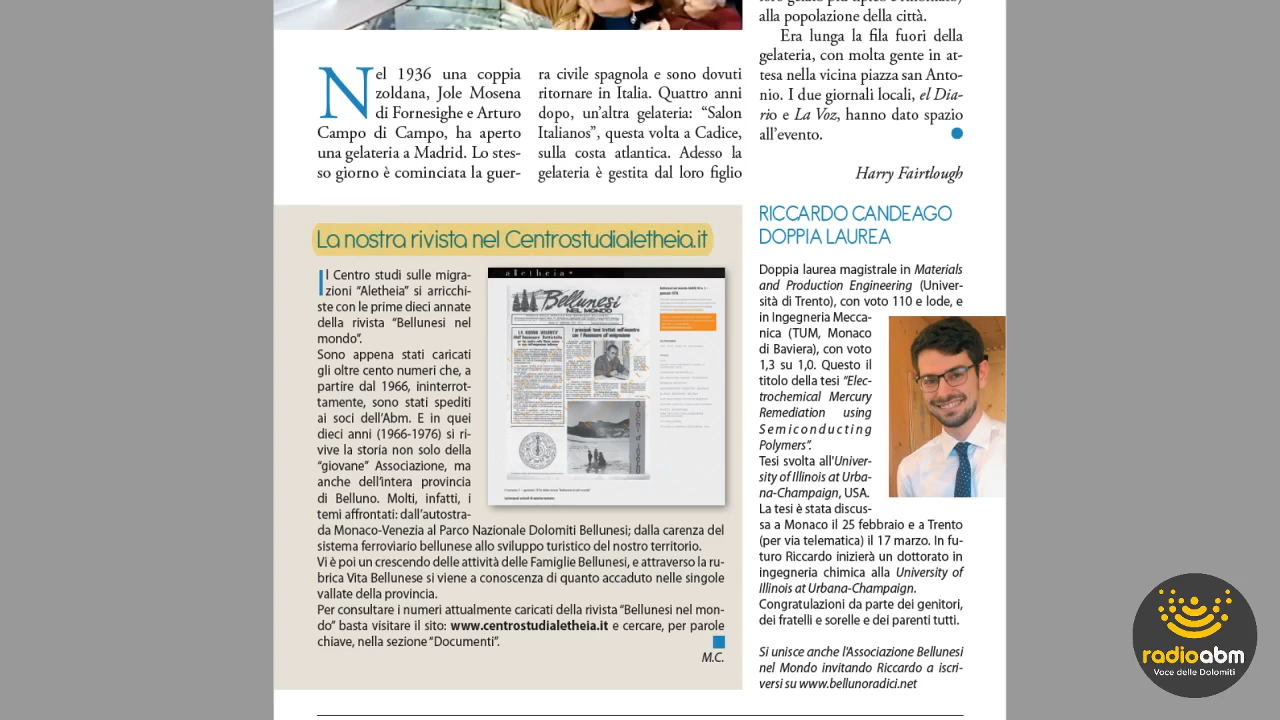 Nel 1936 una coppia
zoldana, Jole Mosena
di Fornesighe e Arturo
Campo di Campo, ha aperto
una gelateria a Madrid. Lo stes-
so giorno è cominciata la guer-
ra civile spagnola e sono dovuti
ritornare in Italia. Quattro anni
dopo, un'altra gelateria: “Salon
Italianos”, questa volta a Cadice,
sulla costa atlantica. Adesso la
gelateria è gestita dal loro figlio
alla popolazione della città.
Era lunga la fila fuori della
gelateria, con molta gente in at-
tesa nella vicina piazza san Anto-
nio. I due giornali locali, el Dia-
rio e La Voz, hanno dato spazio
all'evento.
Harry Fairtlough
La nostra rivista nel Centrostudialetheia.it
Il Centro studi sulle migra-
zioni “Aletheia” si arricchi-
ste con le prime dieci annate
della rivista “Bellunesi nel
mondo”.
Sono appena stati caricati
gli oltre cento numeri che, a
partire dal 1966, ininterrot-
tamente, sono stati spediti
ai soci dell'Abm. E in quei
dieci anni (1966-1976) si ri-
vive la storia non solo della
“giovane” Associazione, ma
anche dell'intera provincia
di Belluno. Molti, infatti, i
temi affrontati: dall'autostra-
da Monaco-Venezia al Parco Nazionale Dolomiti Bellunesi; dalla carenza del
sistema ferroviario bellunese allo sviluppo turistico del nostro territorio.
Vi è poi un crescendo delle attività delle Famiglie Bellunesi, e attraverso la ru-
brica Vita Bellunese si viene a conoscenza di quanto accaduto nelle singole
vallate della provincia.
Per consultare i numeri attualmente caricati della rivista “Bellunesi nel mon-
do” basta visitare il sito: www.centrostudialetheia.it e cercare, per parole
chiave, nella sezione “Documenti”.
M.C.
aletheia
Bellunesi
NEL MONDO
RICCARDO CANDEAGO
DOPPIA LAUREA
Doppia laurea magistrale in Materials
and Production Engineering (Univer-
sità di Trento), con voto 110 e lode, e
in Ingegneria Mecca-
nica (TUM, Monaco
di Baviera), con voto
1,3 su 1,0. Questo il
titolo della tesi “Elec-
trochemical Mercury
Remediation using
Semiconducting
Polymers”.
Tesi svolta all'Univer-
sity of Illinois at Urba-
na-Champaign, USA.
La tesi è stata discus-
sa a Monaco il 25 febbraio e a Trento
(per via telematica) il 17 marzo. In fu-
turo Riccardo inizierà un dottorato in
ingegneria chimica alla University of
Illinois at Urbana-Champaign.
Congratulazioni da parte dei genitori,
dei fratelli e sorelle e dei parenti tutti.
Si unisce anche l'Associazione Bellunesi
nel Mondo invitando Riccardo a iscri-
versi su www.bellunoradici.net
radioabm
Voce delle Dolomiti